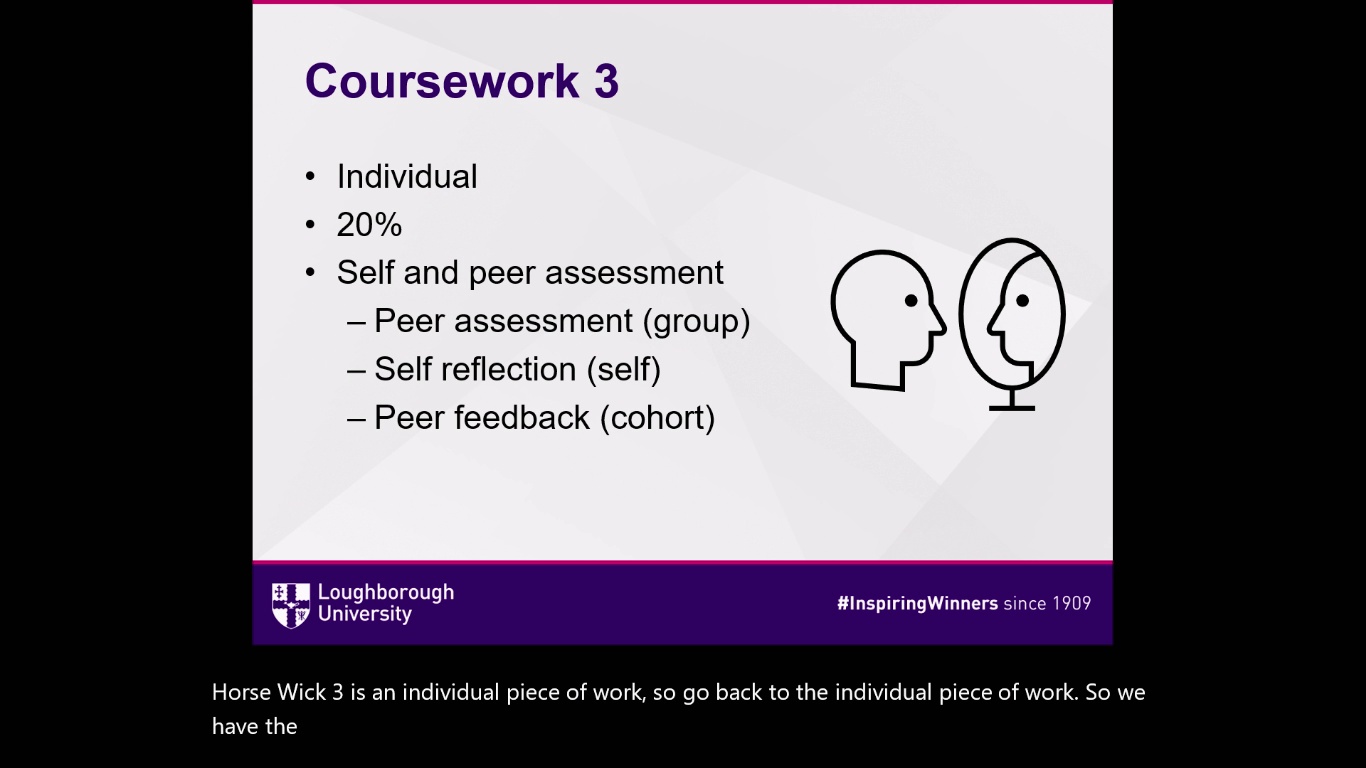 Coursework 3
• Individual
• 20%
• Self and peer assessment
– Peer assessment (group)
– Self reflection (self)
– Peer feedback (cohort)
Loughborough
University
#InspiringWinners since 1909
Horse Wick 3 is an individual piece of work, so go back to the individual piece of work. So we
have the